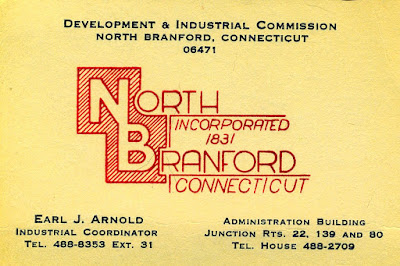 Development & Industrial Commission
North Branford, Connecticut
06471
North
Incorporated
1831
Branford
Connecticut
Earl J. Arnold
Industrial Coordinator
Tel. 488-8353 Ext. 31
Administration Building
Junction Rts. 22, 139 and 80
Tel. House 488-2709